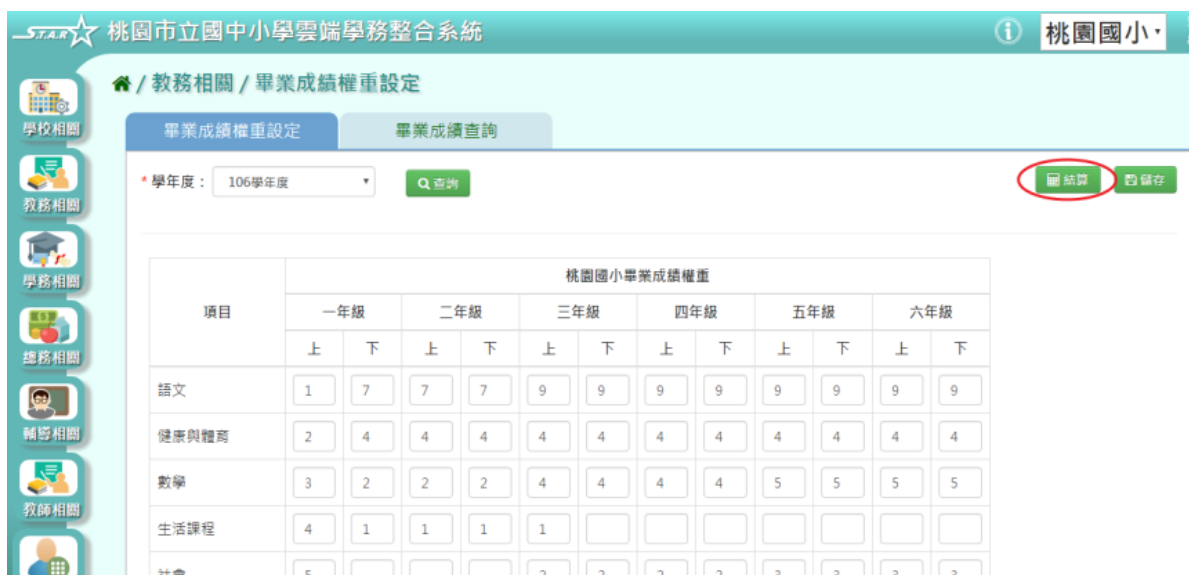 S.T.A.R 桃園市立國中小學雲端學務整合系統 桃園國小
/ 教務相關 / 畢業成績權重設定
畢業成績權重設定 畢業成績查詢
* 學年度： 106學年度 查詢 結算 儲存
學校相關
教務相關
學務相關
總務相關
輔導相關
教師相關
桃園國小畢業成績權重
項目 一年級 二年級 三年級 四年級 五年級 六年級
上 下 上 下 上 下 上 下 上 下 上 下
語文 1 7 7 7 9 9 9 9 9 9 9 9
健康與體育 2 4 4 4 4 4 4 4 4 4 4 4
數學 3 2 2 2 4 4 4 4 5 5 5 5
生活課程 4 1 1 1 1